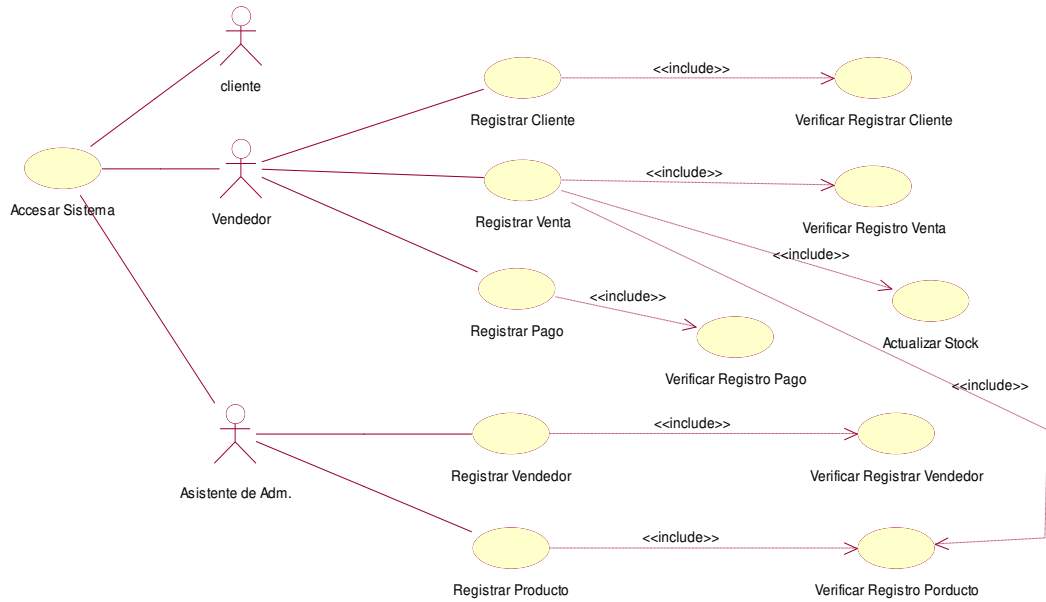 cliente
<<include>>
Registrar Cliente
Verificar Registrar Cliente
<<include>>
Accesar Sistema
Vendedor
Registrar Venta
Verificar Registro Venta
<<include>>
<<include>>
Registrar Pago
Actualizar Stock
Verificar Registro Pago
<<include>>
<<include>>
Registrar Vendedor
Verificar Registrar Vendedor
Asistente de Adm.
<<include>>
Registrar Producto
Verificar Registro Porducto